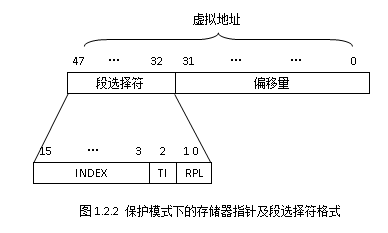 虚拟地址
47 ··· 32 31 ··· ··· 0
段选择符 偏移量
15 ··· 3 2 1 0
INDEX TI RPL
图 1.2.2 保护模式下的存储器指针及段选择符格式